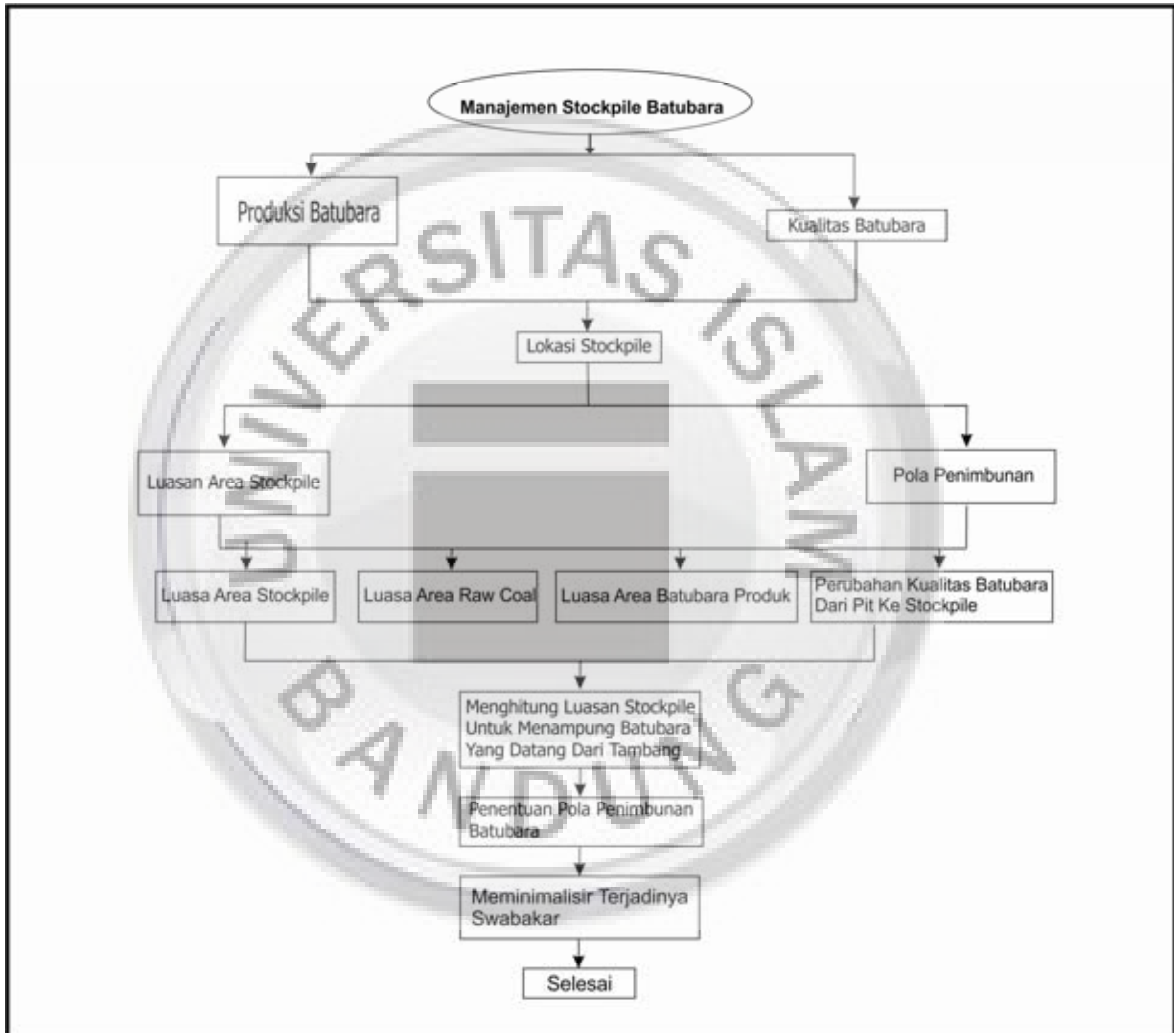 Manajemen Stockpile Batubara
Produksi Batubara
Kualitas Batubara
Lokasi Stockpile
Luasan Area Stockpile
Pola Penimbunan
Luasa Area Stockpile
Luasa Area Raw Coal
Luasa Area Batubara Produk
Perubahan Kualitas Batubara
Dari Pit Ke Stockpile
Menghitung Luasan Stockpile
Untuk Menampung Batubara
Yang Datang Dari Tambang
Penentuan Pola Penimbunan
Batubara
Meminimalisir Terjadinya
Swabakar
Selesai
UNIVERSITAS ISLAM
BANDUNG